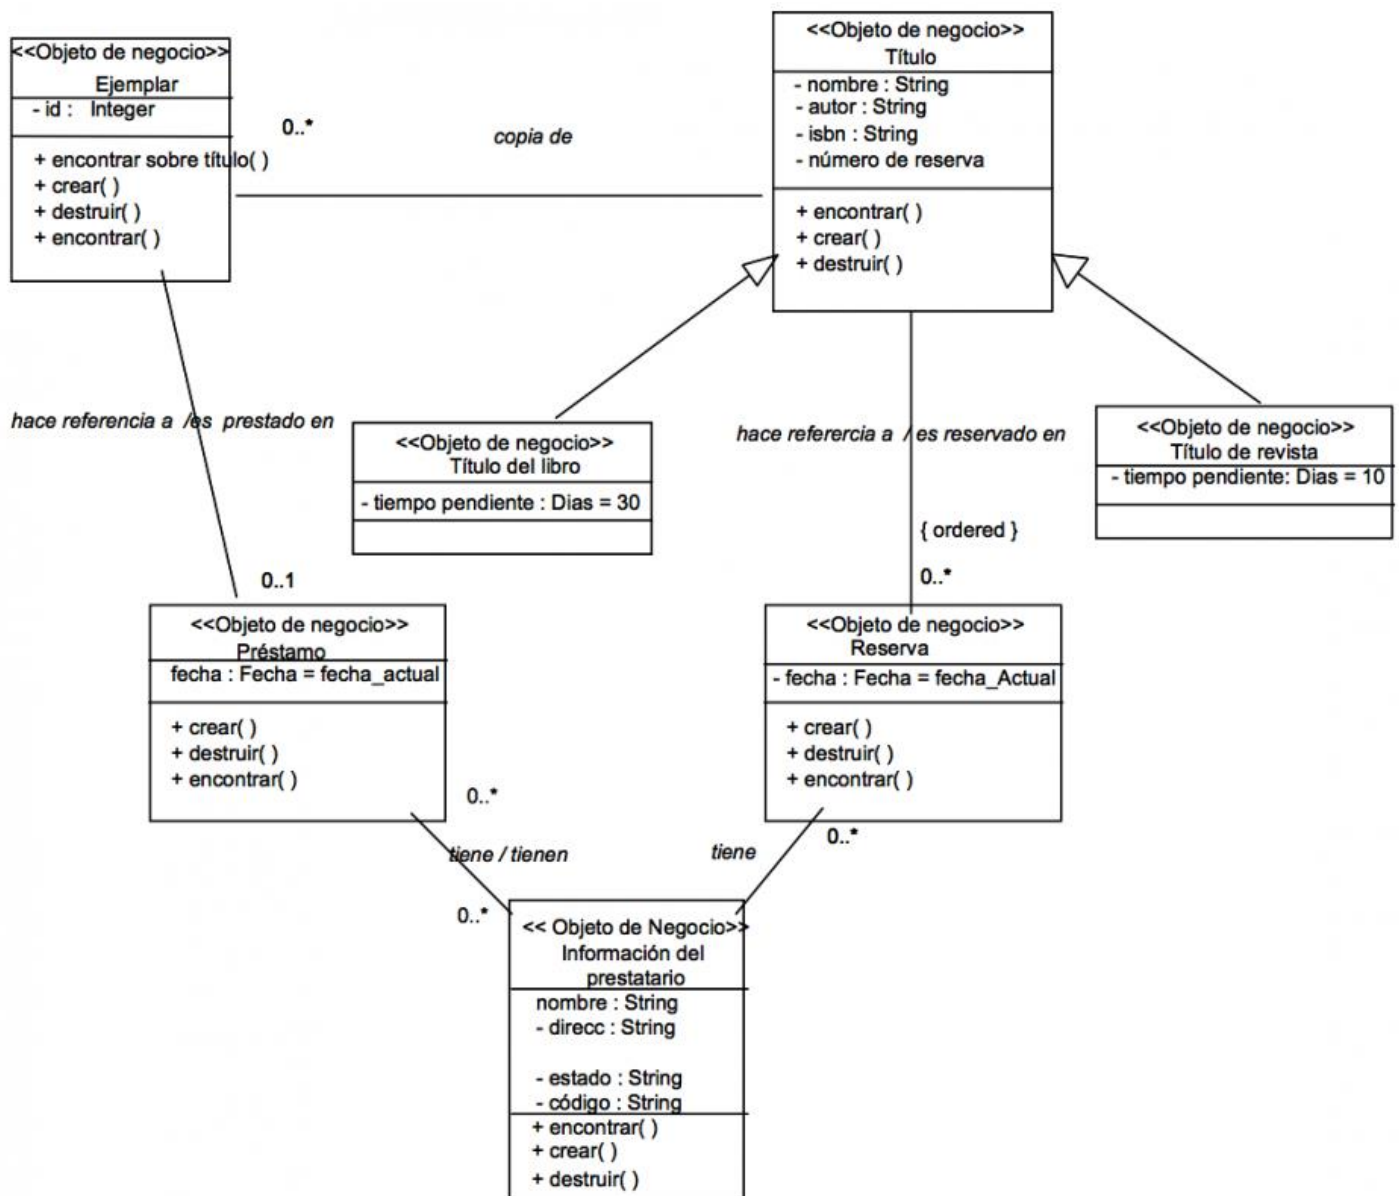 <<Objeto de negocio>>
Ejemplar
- id : Integer
+ encontrar sobre título( )
+ crear( )
+ destruir( )
+ encontrar( )
0..*
copia de
<<Objeto de negocio>>
Título
- nombre : String
- autor : String
- isbn : String
- número de reserva
+ encontrar( )
+ crear( )
+ destruir( )
hace referencia a /es prestado en
<<Objeto de negocio>>
Título del libro
- tiempo pendiente : Dias = 30
hace referercia a / es reservado en
<<Objeto de negocio>>
Título de revista
- tiempo pendiente: Dias = 10
{ ordered }
0..1
0..*
<<Objeto de negocio>>
Préstamo
fecha : Fecha = fecha_actual
+ crear( )
+ destruir( )
+ encontrar( )
<<Objeto de negocio>>
Reserva
- fecha : Fecha = fecha_Actual
+ crear( )
+ destruir( )
+ encontrar( )
0..*
tiene / tienen
0..*
tiene
0..*
<< Objeto de Negocio>>
Información del
prestatario
nombre : String
- direcc : String
- estado : String
- código : String
+ encontrar( )
+ crear( )
+ destruir( )